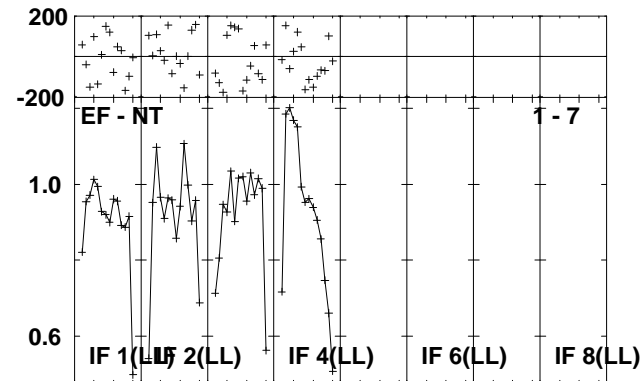 200
-200
EF - NT 1 - 7
1.0
0.6
IF 1(LL) IF 2(LL) IF 4(LL) IF 6(LL) IF 8(LL)